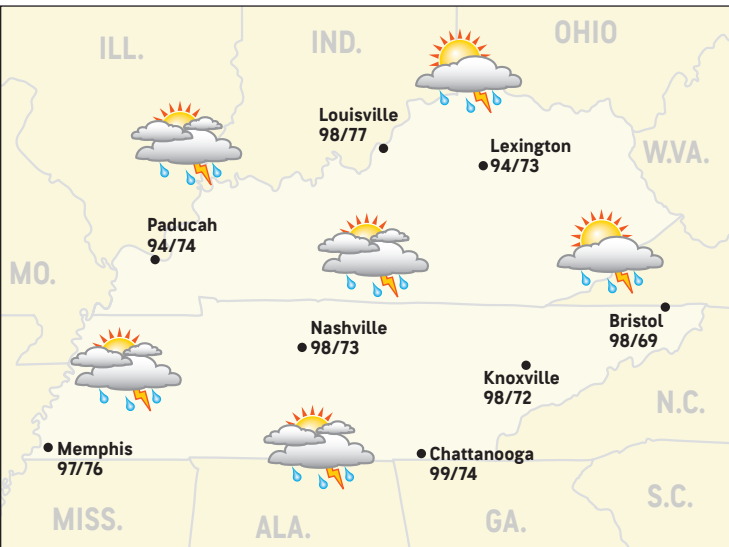 ILL.
IND.
OHIO
Louisville
98/77
Lexington
94/73
W.VA.
Paducah
94/74
MO.
Nashville
98/73
Bristol
98/69
Knoxville
98/72
N.C.
Memphis
97/76
Chattanooga
99/74
S.C.
MISS.
ALA.
GA.